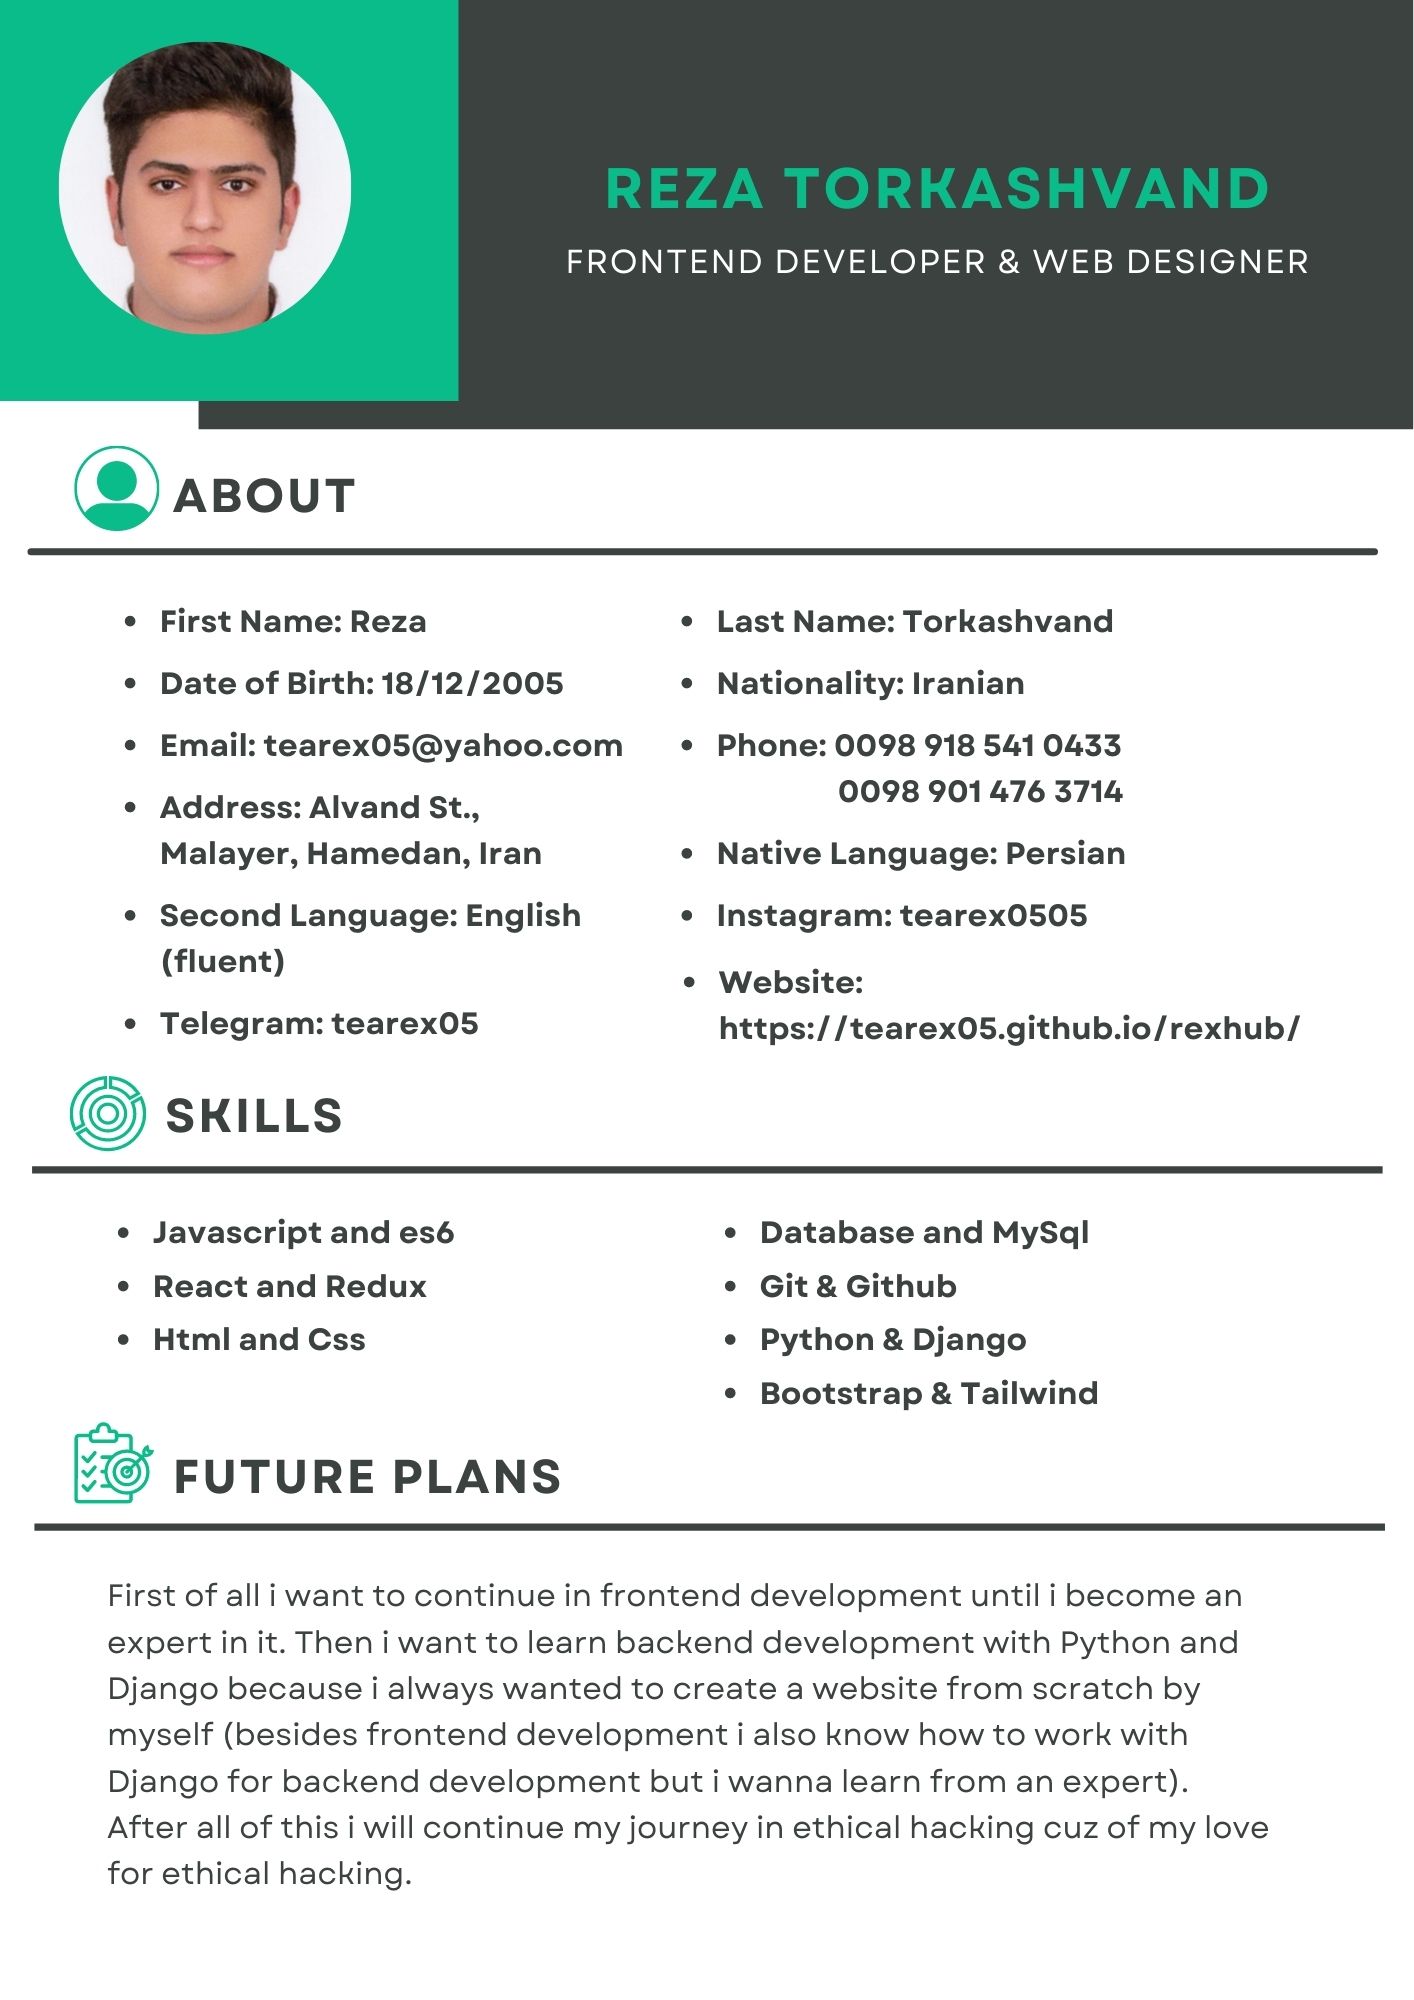 REZA TORKASHVAND
FRONTEND DEVELOPER & WEB DESIGNER
ABOUT
First Name: Reza
Date of Birth: 18/12/2005
Email: tearex05@yahoo.com
Address: Alvand St.,
Malayer, Hamedan, Iran
Second Language: English
(fluent)
Telegram: tearex05
Last Name: Torkashvand
Nationality: Iranian
Phone: 0098 918 541 0433
0098 901 476 3714
Native Language: Persian
Instagram: tearex0505
Website:
https://tearex05.github.io/rexhub/
SKILLS
Javascript and es6
React and Redux
Html and Css
Database and MySql
Git & Github
Python & Django
Bootstrap & Tailwind
FUTURE PLANS
First of all i want to continue in frontend development until i become an
expert in it. Then i want to learn backend development with Python and
Django because i always wanted to create a website from scratch by
myself (besides frontend development i also know how to work with
Django for backend development but i wanna learn from an expert).
After all of this i will continue my journey in ethical hacking cuz of my love
for ethical hacking.